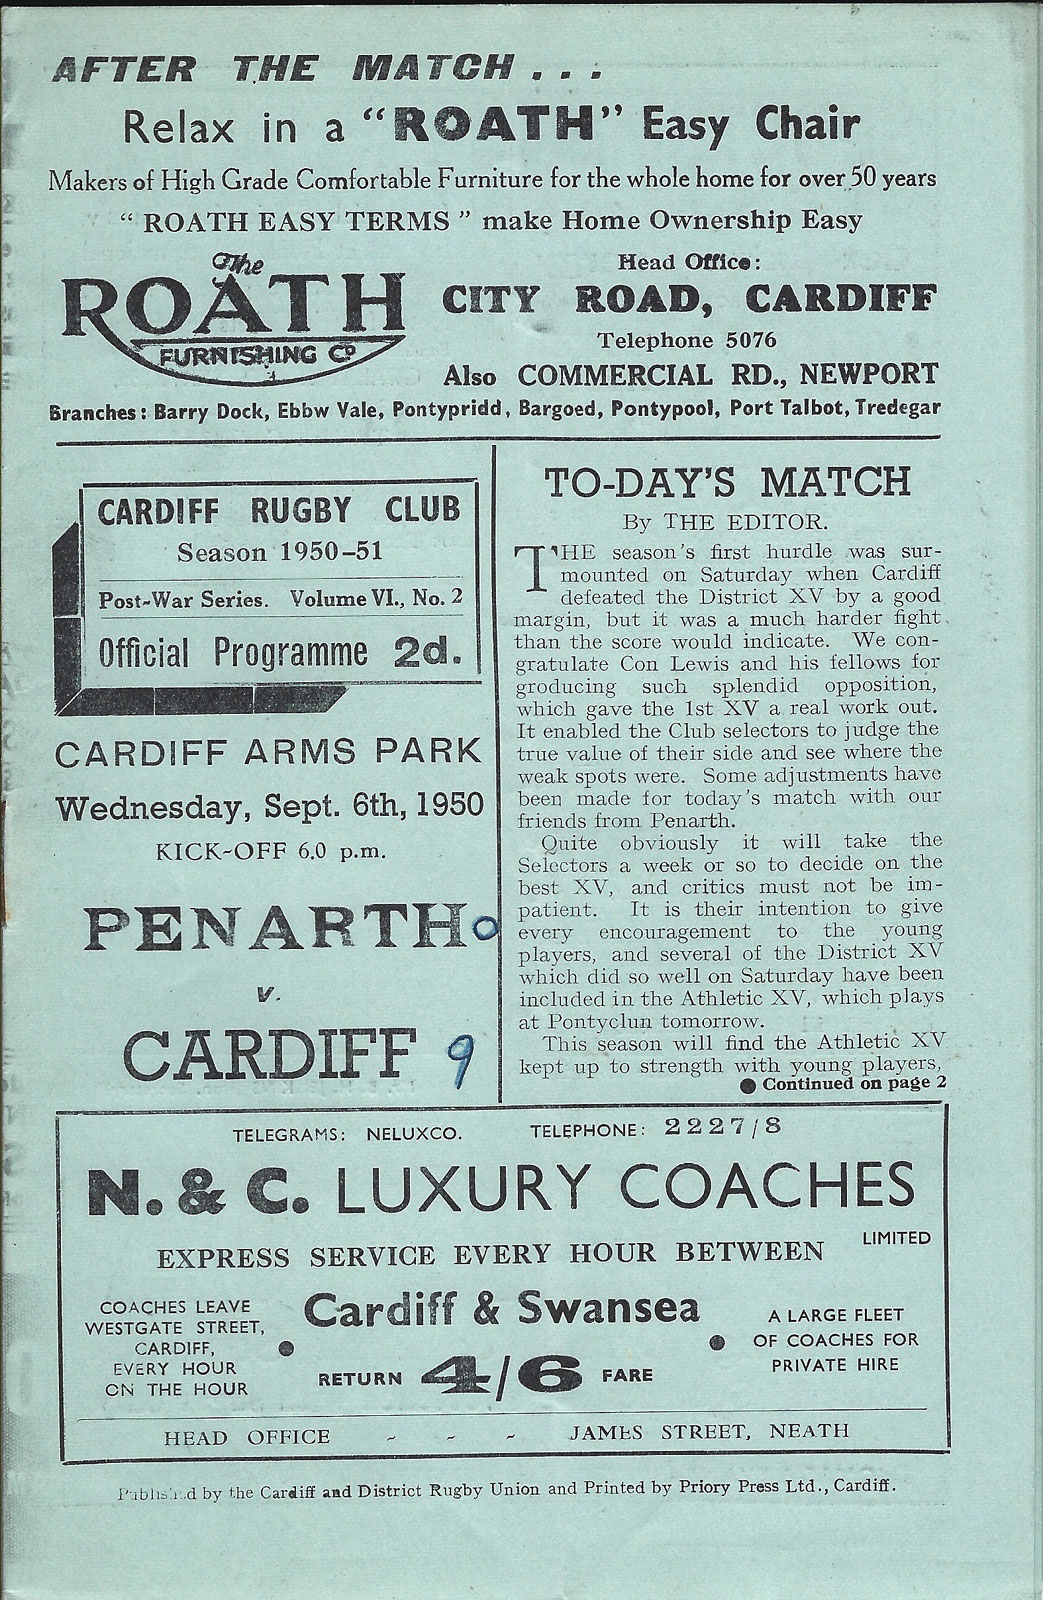 AFTER THE MATCH . . .
Relax in a "ROATH" Easy Chair
Makers of High Grade Comfortable Furniture for the whole home for over 50 years
"ROATH EASY TERMS" make Home Ownership Easy
The
ROATH
FURNISHING Co
Head Office:
CITY ROAD, CARDIFF
Telephone 5076
Also COMMERCIAL RD., NEWPORT
Branches: Barry Dock, Ebbw Vale, Pontypridd, Bargoed, Pontypool, Port Talbot, Tredegar
CARDIFF RUGBY CLUB
Season 1950-51
Post-War Series. Volume VI., No. 2
Official Programme 2d.
CARDIFF ARMS PARK
Wednesday, Sept. 6th, 1950
KICK-OFF 6.0 p.m.
PENARTH 0
v.
CARDIFF 9
TO-DAY'S MATCH
By THE EDITOR.
T'HE season's first hurdle was sur-
mounted on Saturday when Cardiff
defeated the District XV by a good
margin, but it was a much harder fight
than the score would indicate. We con-
gratulate Con Lewis and his fellows for
groducing such splendid opposition,
which gave the 1st XV a real work out.
It enabled the Club selectors to judge the
true value of their side and see where the
weak spots were. Some adjustments have
been made for today's match with our
friends from Penarth.
Quite obviously it will take the
Selectors a week or so to decide on the
best XV, and critics must not be im-
patient. It is their intention to give
every encouragement to the young
players, and several of the District XV
which did so well on Saturday have been
included in the Athletic XV, which plays
at Pontyclun tomorrow.
This season will find the Athletic XV
kept up to strength with young players,
● Continued on page 2
TELEGRAMS: NELUXCO. TELEPHONE: 2227/8
N. & C. LUXURY COACHES
LIMITED
EXPRESS SERVICE EVERY HOUR BETWEEN
COACHES LEAVE
WESTGATE STREET,
CARDIFF,
EVERY HOUR
ON THE HOUR
Cardiff & Swansea
RETURN 4/6 FARE
A LARGE FLEET
OF COACHES FOR
PRIVATE HIRE
HEAD OFFICE - - - JAMES STREET, NEATH
Published by the Cardiff and District Rugby Union and Printed by Priory Press Ltd., Cardiff.